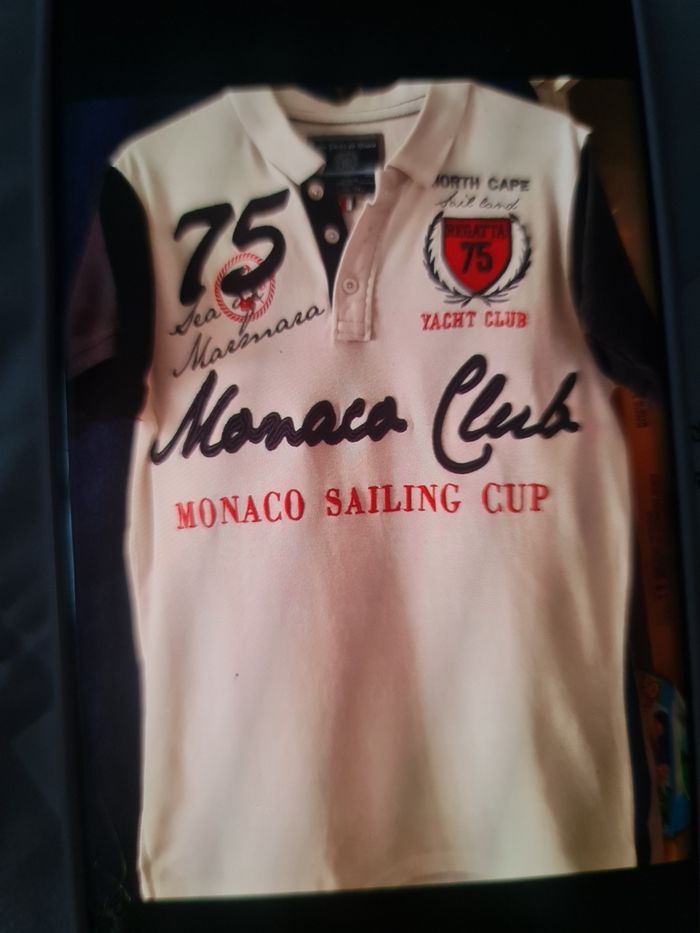 75
Sea of
Marmara
NORTH CAPE
Sail Land
REGATTA
75
YACHT CLUB
Monaco Club
MONACO SAILING CUP